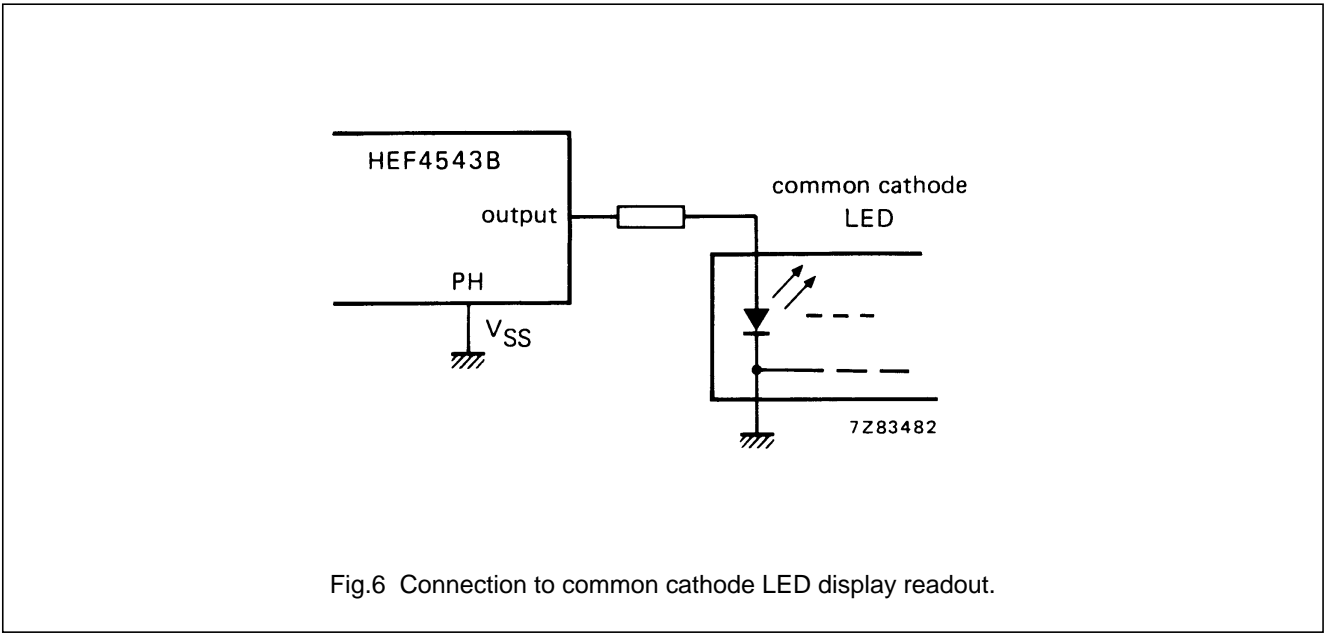 HEF4543B
common cathode
LED
output
PH
VSS
7Z83482
Fig.6 Connection to common cathode LED display readout.